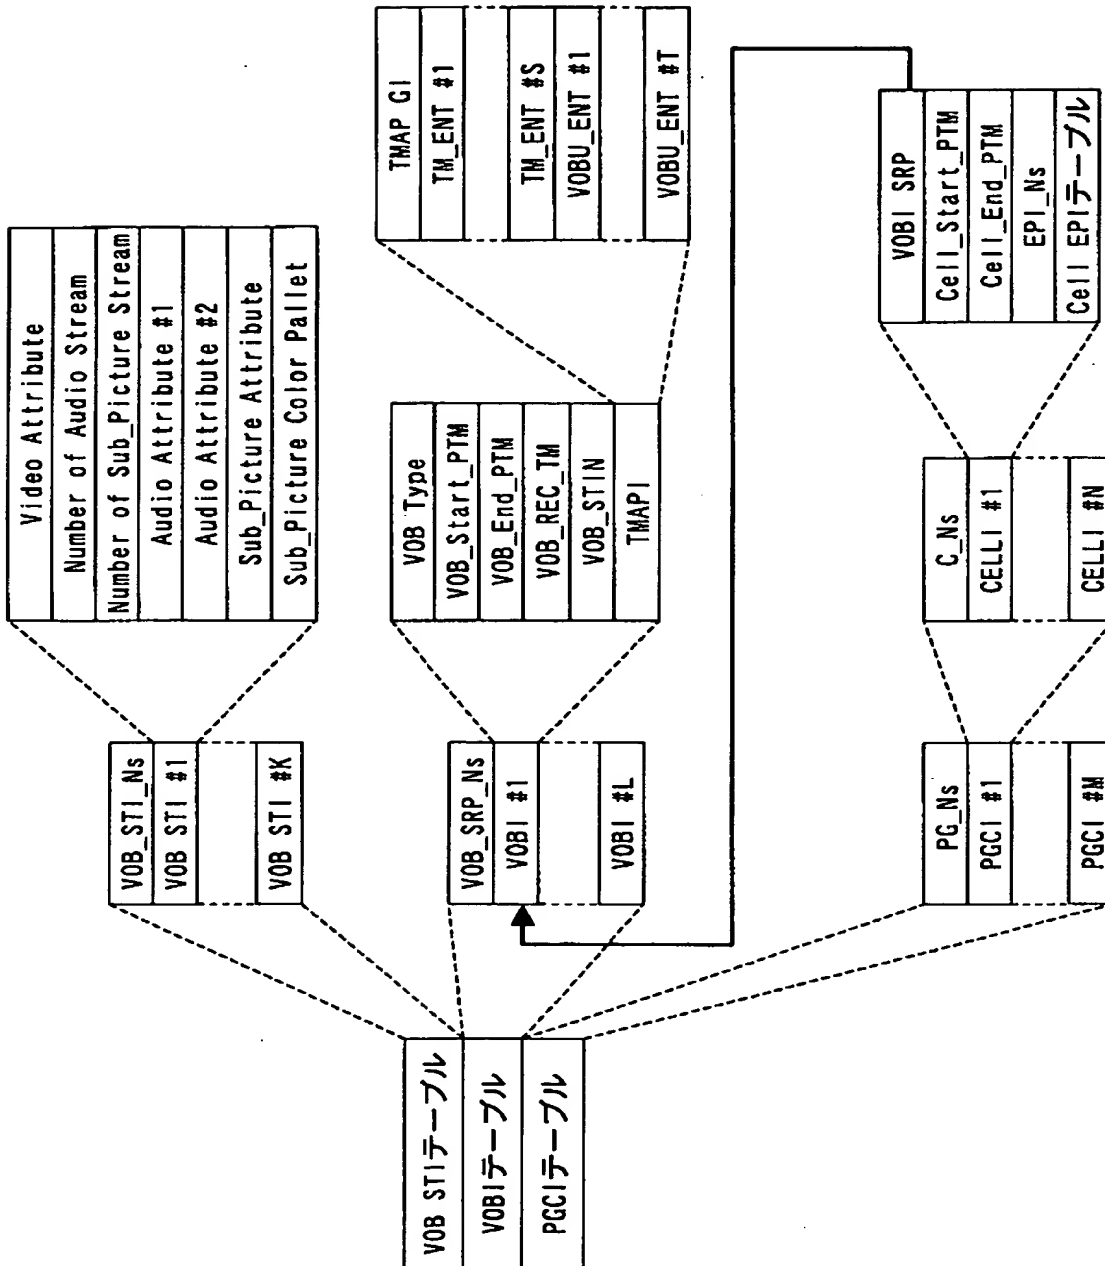 VOB STIテーブル
VOBIテーブル
PGCIテーブル
VOB_STI_Ns
VOB STI #1
VOB STI #K
Video Attribute
Number of Audio Stream
Number of Sub_Picture Stream
Audio Attribute #1
Audio Attribute #2
Sub_Picture Attribute
Sub_Picture Color Pallet
VOB_SRP_Ns
VOBI #1
VOBI #L
VOB Type
VOB_Start_PTM
VOB_End_PTM
VOB_REC_TM
VOB_STIN
TMAPI
TMAP GI
TM_ENT #1
TM_ENT #S
VOBU_ENT #1
VOBU_ENT #T
PG_Ns
PGCI #1
PGCI #M
C_Ns
CELLI #1
CELLI #N
VOBI SRP
Cell_Start_PTM
Cell_End_PTM
EPI_Ns
Cell EPIテーブル